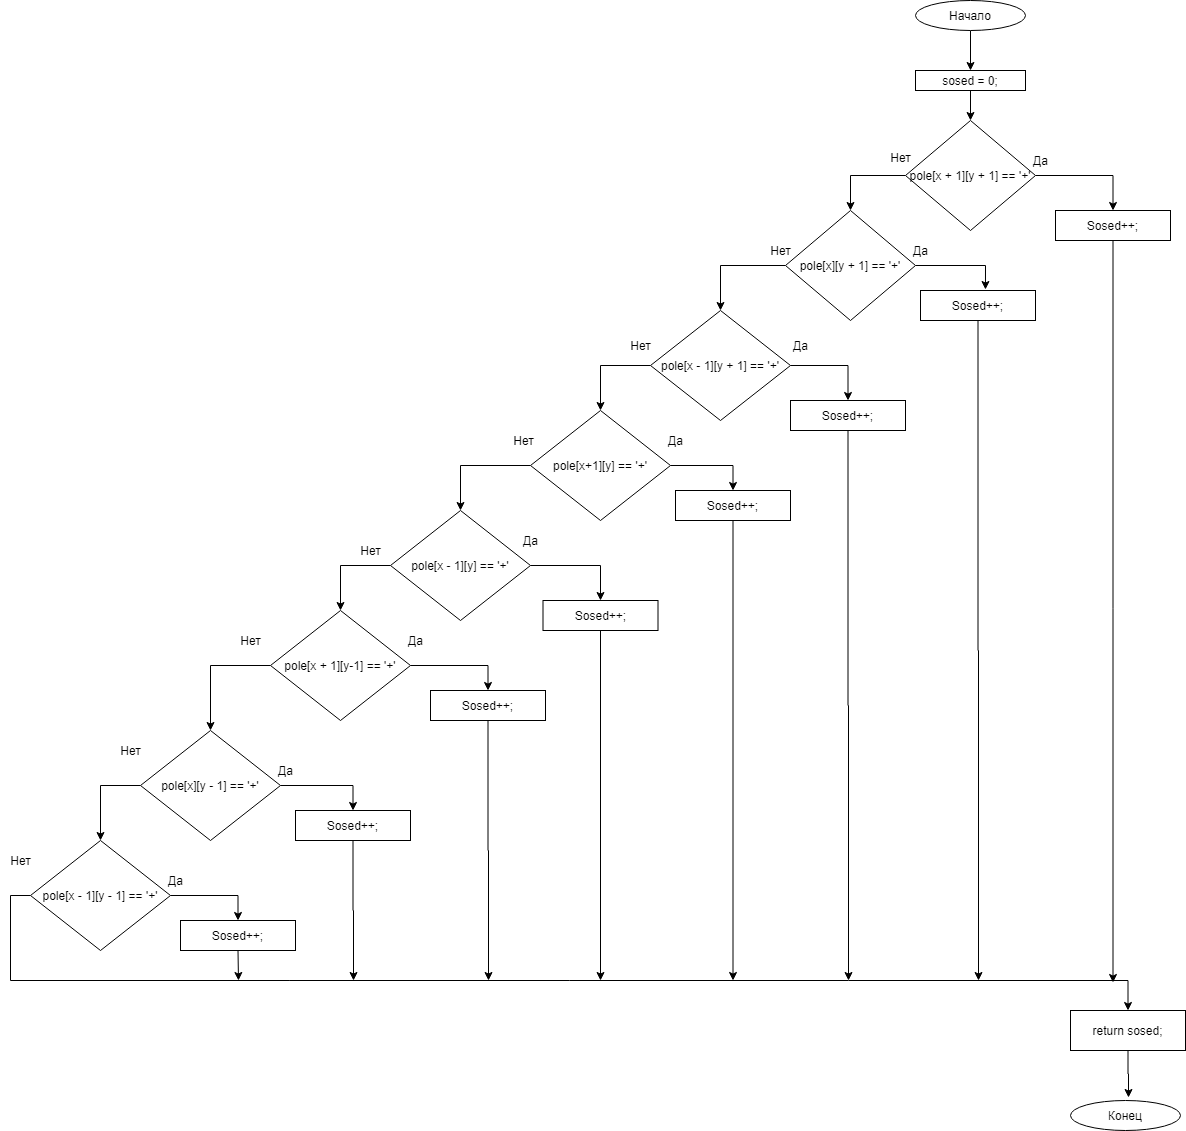 Начало
sosed = 0;
Нет
Да
pole[x + 1][y + 1] == '+'
Sosed++;
Нет
Да
pole[x][y + 1] == '+'
Sosed++;
Нет
Да
pole[x - 1][y + 1] == '+'
Sosed++;
Нет
Да
pole[x+1][y] == '+'
Sosed++;
Нет
Да
pole[x - 1][y] == '+'
Sosed++;
Нет
Да
pole[x + 1][y-1] == '+'
Sosed++;
Нет
Да
pole[x][y - 1] == '+'
Sosed++;
Нет
Да
pole[x - 1][y - 1] == '+'
Sosed++;
return sosed;
Конец